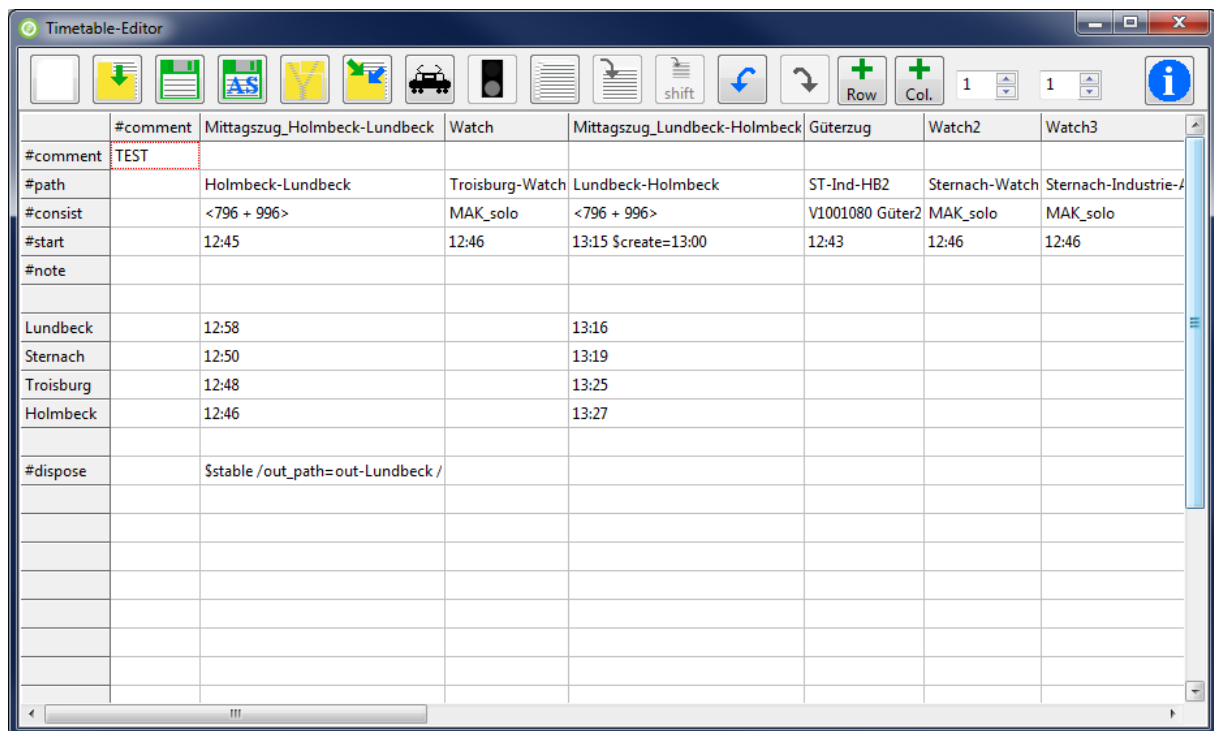 Timetable-Editor
AS shift Row Col. 1 1 i
#comment Mittagszug_Holmbeck-Lundbeck Watch Mittagszug_Lundbeck-Holmbeck Güterzug Watch2 Watch3
#comment TEST
#path Holmbeck-Lundbeck Troisburg-Watch Lundbeck-Holmbeck ST-Ind-HB2 Sternach-Watch Sternach-Industrie-A
#consist <796 + 996> MAK_solo <796 + 996> V1001080 Güter2 MAK_solo MAK_solo
#start 12:45 12:46 13:15 $create=13:00 12:43 12:46 12:46
#note
Lundbeck 12:58 13:16
Sternach 12:50 13:19
Troisburg 12:48 13:25
Holmbeck 12:46 13:27
#dispose $stable /out_path=out-Lundbeck /